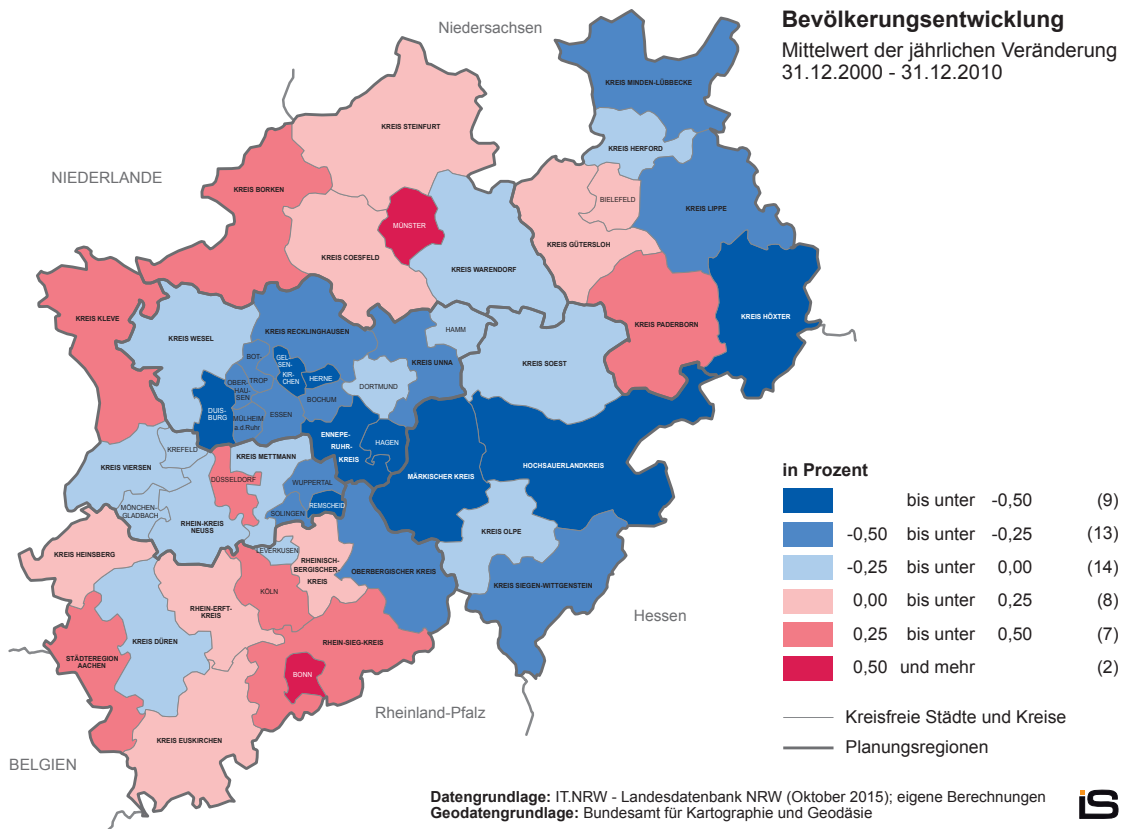 Bevölkerungsentwicklung
Mittelwert der jährlichen Veränderung
31.12.2000 - 31.12.2010
Niedersachsen
KREIS MINDEN-LÜBBECKE
KREIS STEINFURT
KREIS HERFORD
NIEDERLANDE
KREIS BORKEN
BIELEFELD
KREIS LIPPE
MÜNSTER
KREIS GÜTERSLOH
KREIS COESFELD
KREIS WARENDORF
KREIS KLEVE
KREIS HÖXTER
KREIS PADERBORN
KREIS WESEL
KREIS RECKLINGHAUSEN
HAMM
KREIS UNNA
KREIS SOEST
BOT-
TROP
GEL-
SEN-
KIR-
CHEN
HERNE
OBER-
HAU-
SEN
DORTMUND
BOCHUM
DUIS-
BURG
MÜLHEIM
a.d.Ruhr
ESSEN
ENNEPE-
RUHR-
KREIS
HAGEN
KREFELD
KREIS METTMANN
KREIS VIERSEN
HOCHSAUERLANDKREIS
MÄRKISCHER KREIS
DÜSSELDORF
WUPPERTAL
MÖNCHEN-
GLADBACH
REMSCHEID
SOLINGEN
RHEIN-KREIS
NEUSS
KREIS OLPE
KREIS HEINSBERG
LEVERKUSEN
RHEINISCH-
BERGISCHER-
KREIS
OBERBERGISCHER KREIS
KREIS SIEGEN-WITTGENSTEIN
KÖLN
RHEIN-ERFT-
KREIS
Hessen
KREIS DÜREN
RHEIN-SIEG-KREIS
STÄDTEREGION
AACHEN
BONN
Rheinland-Pfalz
KREIS EUSKIRCHEN
BELGIEN
in Prozent
bis unter -0,50 (9)
-0,50 bis unter -0,25 (13)
-0,25 bis unter 0,00 (14)
0,00 bis unter 0,25 (8)
0,25 bis unter 0,50 (7)
0,50 und mehr (2)
Kreisfreie Städte und Kreise
Planungsregionen
Datengrundlage: IT.NRW - Landesdatenbank NRW (Oktober 2015); eigene Berechnungen
Geodatengrundlage: Bundesamt für Kartographie und Geodäsie
iS